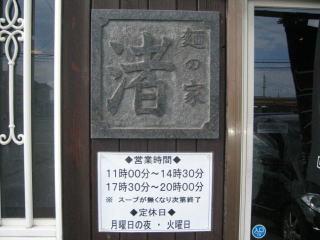 麺の家
渚
◆営業時間◆
11時00分～14時30分
17時30分～20時00分
※ スープが無くなり次第終了
◆定休日◆
月曜日の夜 ・ 火曜日